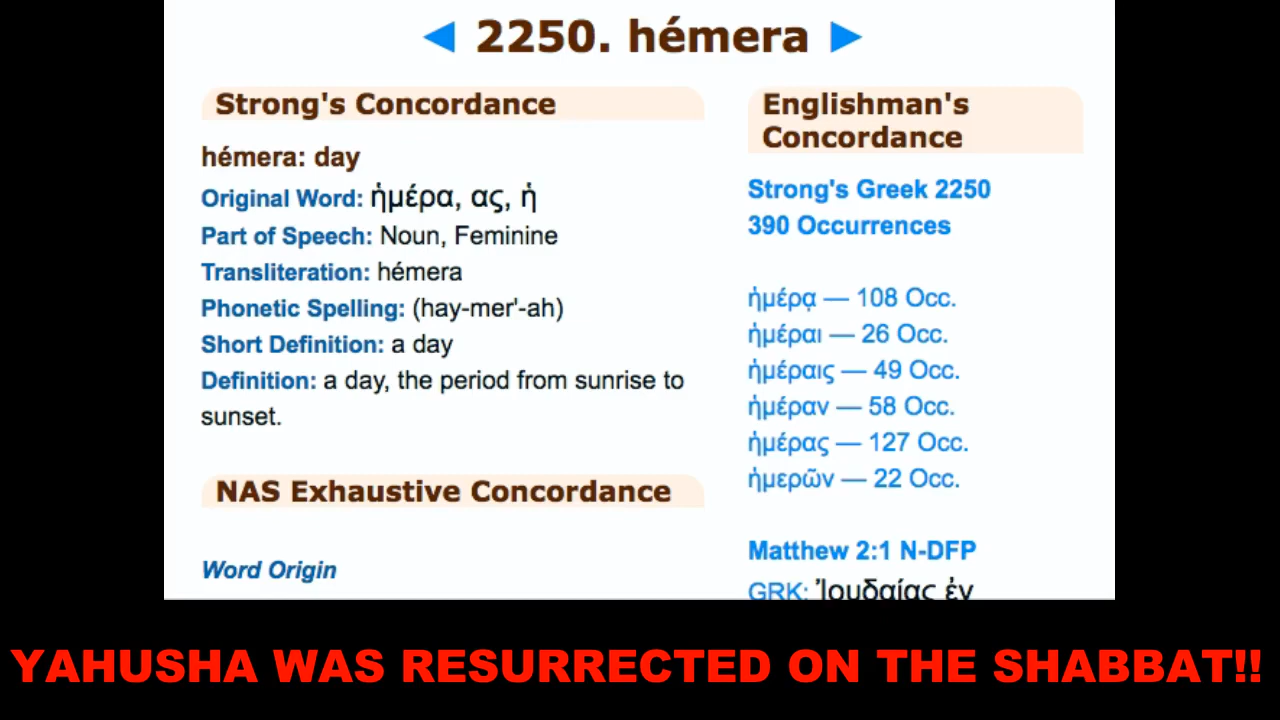 ◄ 2250. hémera ►
Strong's Concordance
hémera: day
Original Word: ἡμέρα, ας, ἡ
Part of Speech: Noun, Feminine
Transliteration: hémera
Phonetic Spelling: (hay-mer'-ah)
Short Definition: a day
Definition: a day, the period from sunrise to
sunset.
NAS Exhaustive Concordance
Word Origin
Englishman's
Concordance
Strong's Greek 2250
390 Occurrences
ἡμέρᾳ — 108 Occ.
ἡμέραι — 26 Occ.
ἡμέραις — 49 Occ.
ἡμέραν — 58 Occ.
ἡμέρας — 127 Occ.
ἡμερῶν — 22 Occ.
Matthew 2:1 N-DFP
GRK: Ἰουδαίας ἐν
YAHUSHA WAS RESURRECTED ON THE SHABBAT!!